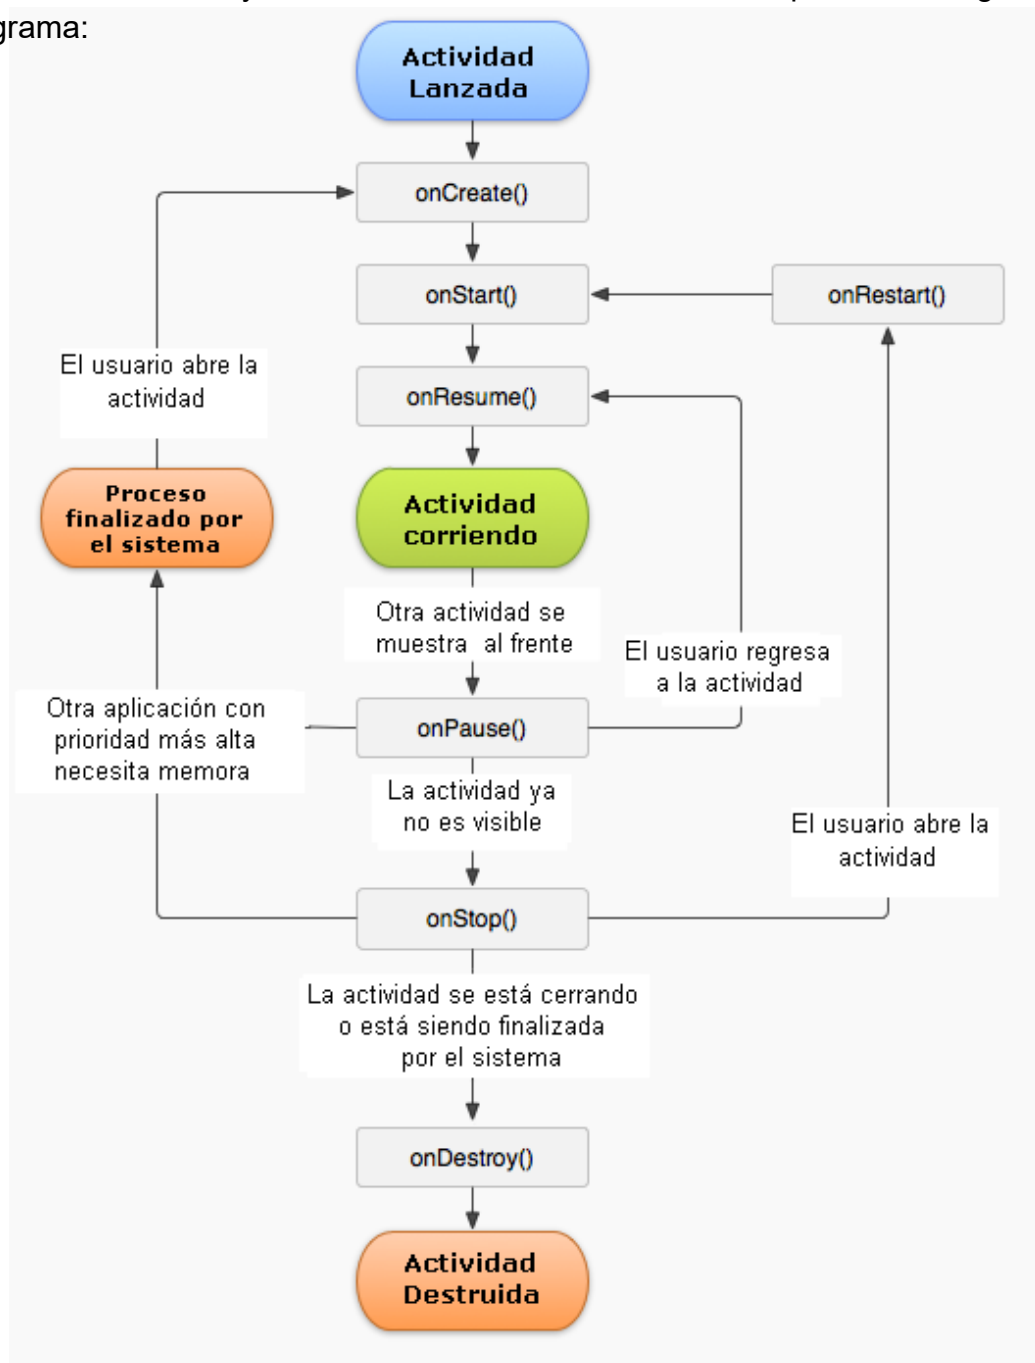 grama:
Actividad
Lanzada
onCreate()
onStart()
onRestart()
El usuario abre la
actividad
onResume()
Proceso
finalizado por
el sistema
Actividad
corriendo
Otra actividad se
muestra al frente
El usuario regresa
a la actividad
Otra aplicación con
prioridad más alta
necesita memora
onPause()
La actividad ya
no es visible
El usuario abre la
actividad
onStop()
La actividad se está cerrando
o está siendo finalizada
por el sistema
onDestroy()
Actividad
Destruida